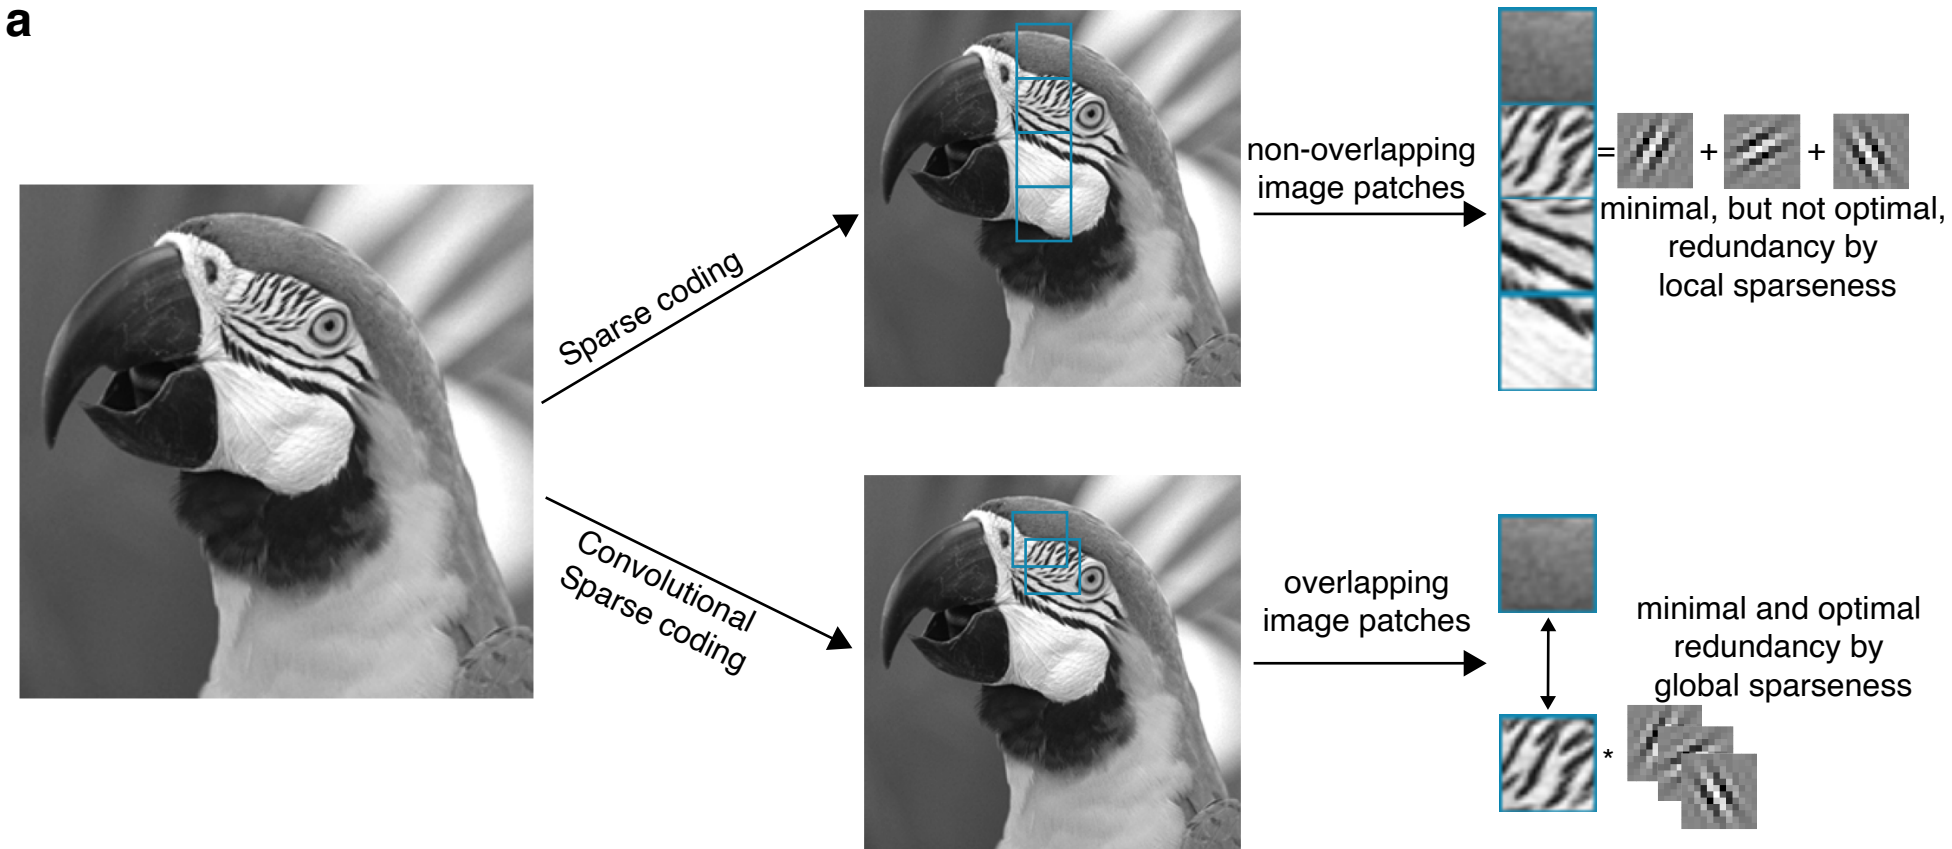 a
Sparse coding
non-overlapping
image patches
= + +
minimal, but not optimal,
redundancy by
local sparseness
Convolutional
Sparse coding
overlapping
image patches
minimal and optimal
redundancy by
global sparseness
*